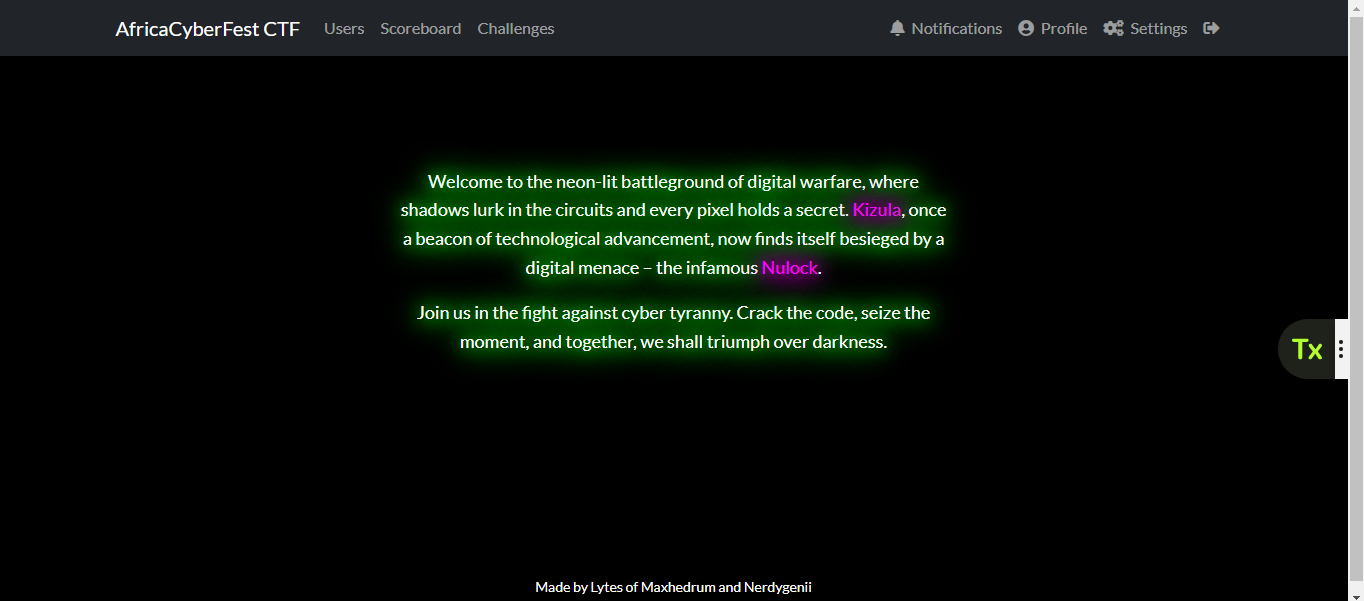 AfricaCyberFest CTF Users Scoreboard Challenges Notifications Profile Settings
Welcome to the neon-lit battleground of digital warfare, where
shadows lurk in the circuits and every pixel holds a secret. Kizula, once
a beacon of technological advancement, now finds itself besieged by a
digital menace – the infamous Nulock.
Join us in the fight against cyber tyranny. Crack the code, seize the
moment, and together, we shall triumph over darkness.
Tx
Made by Lytes of Maxhedrum and Nerdygenii